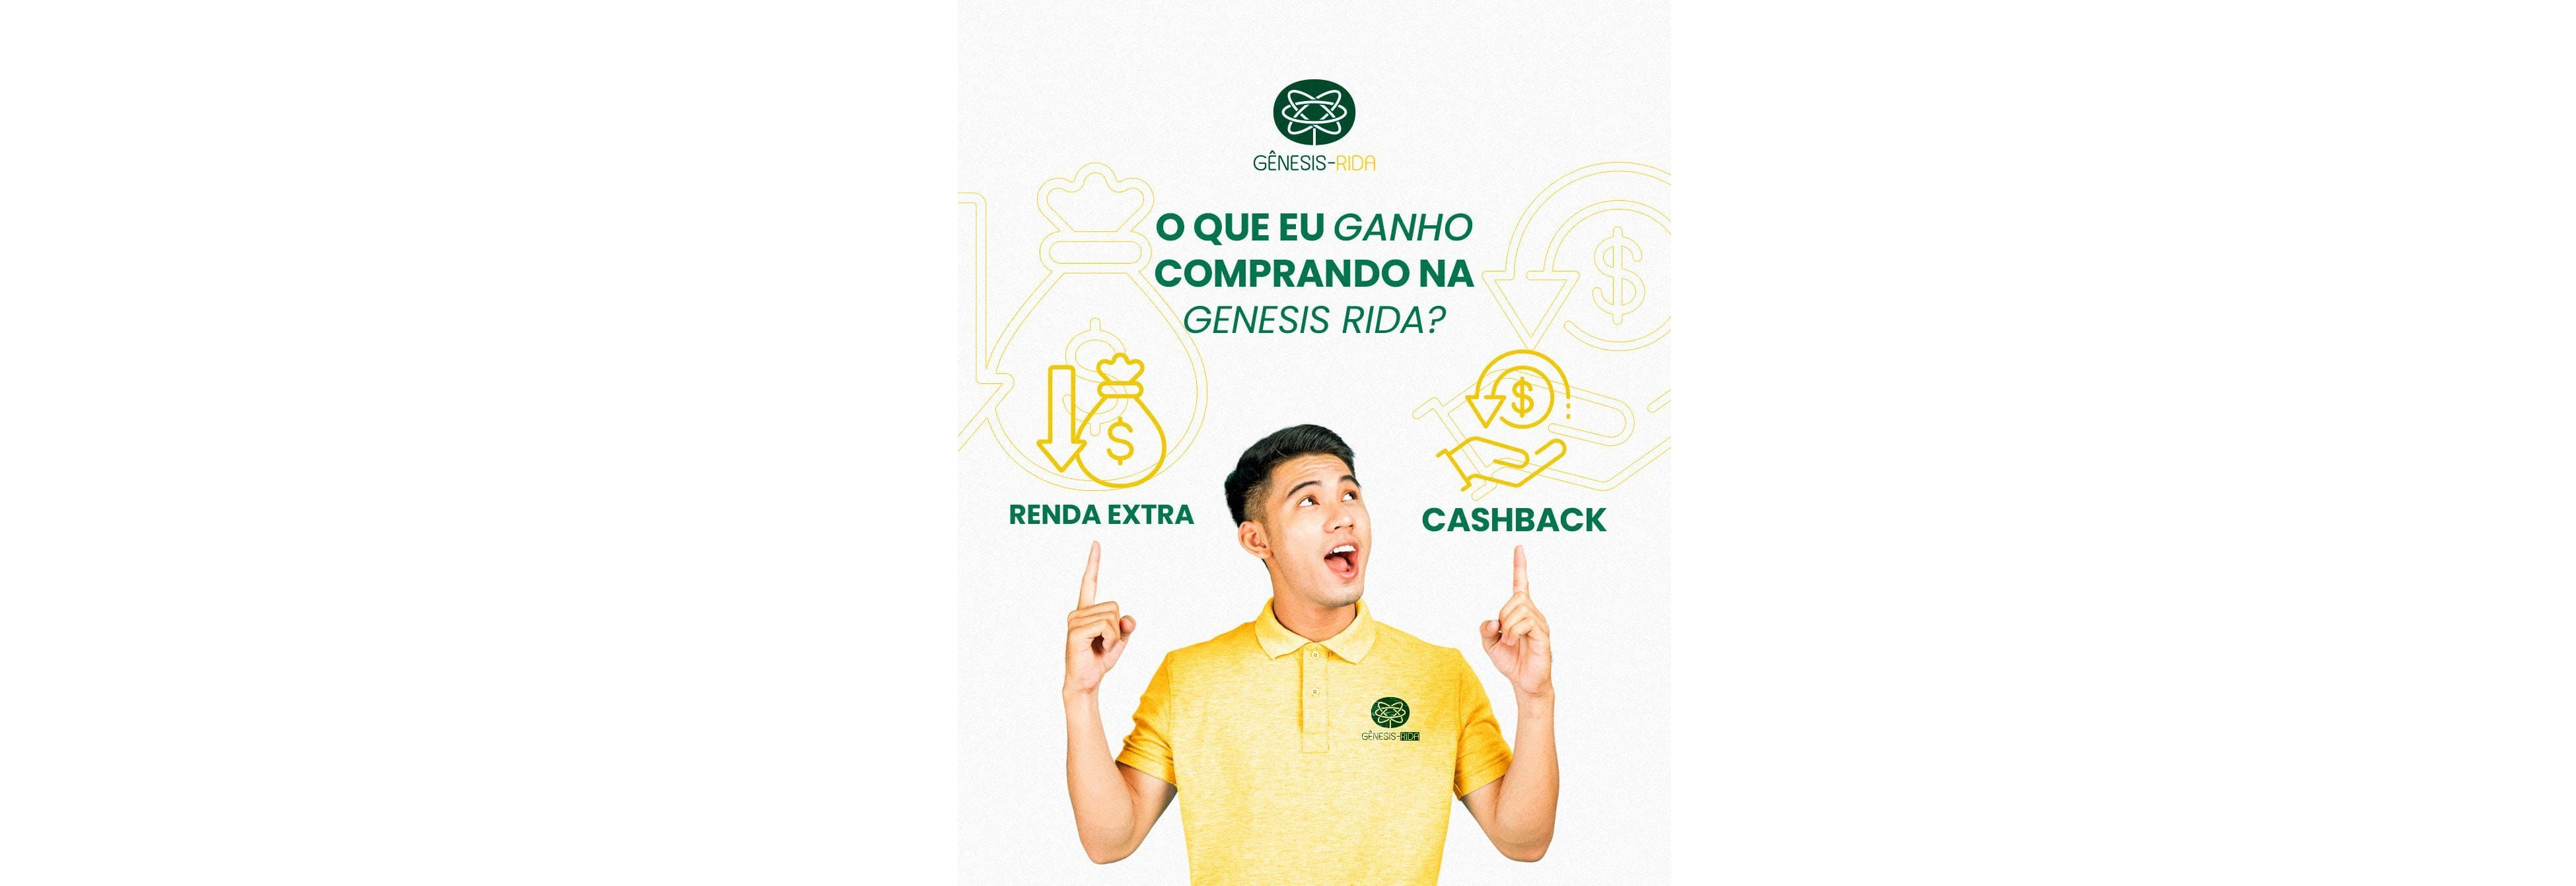 GÊNESIS-RIDA
O QUE EU GANHO
COMPRANDO NA
GENESIS RIDA?
RENDA EXTRA
CASHBACK
GÊNESIS-RIDA